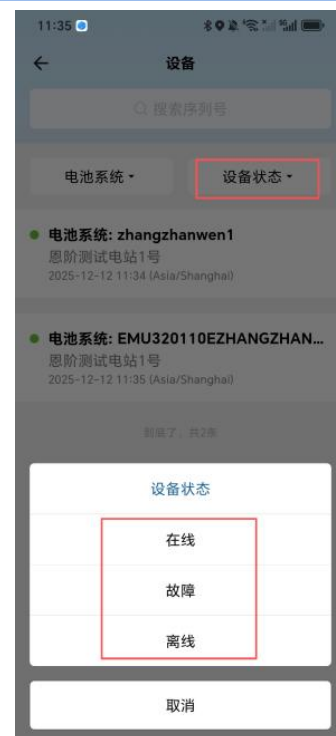 11:35
设备
搜索序列号
电池系统
设备状态
电池系统: zhangzhanwen1
恩阶测试电站1号
2025-12-12 11:34 (Asia/Shanghai)
电池系统: EMU320110EZHANGZHAN...
恩阶测试电站1号
2025-12-12 11:35 (Asia/Shanghai)
到底了，共2条
设备状态
在线
故障
离线
取消